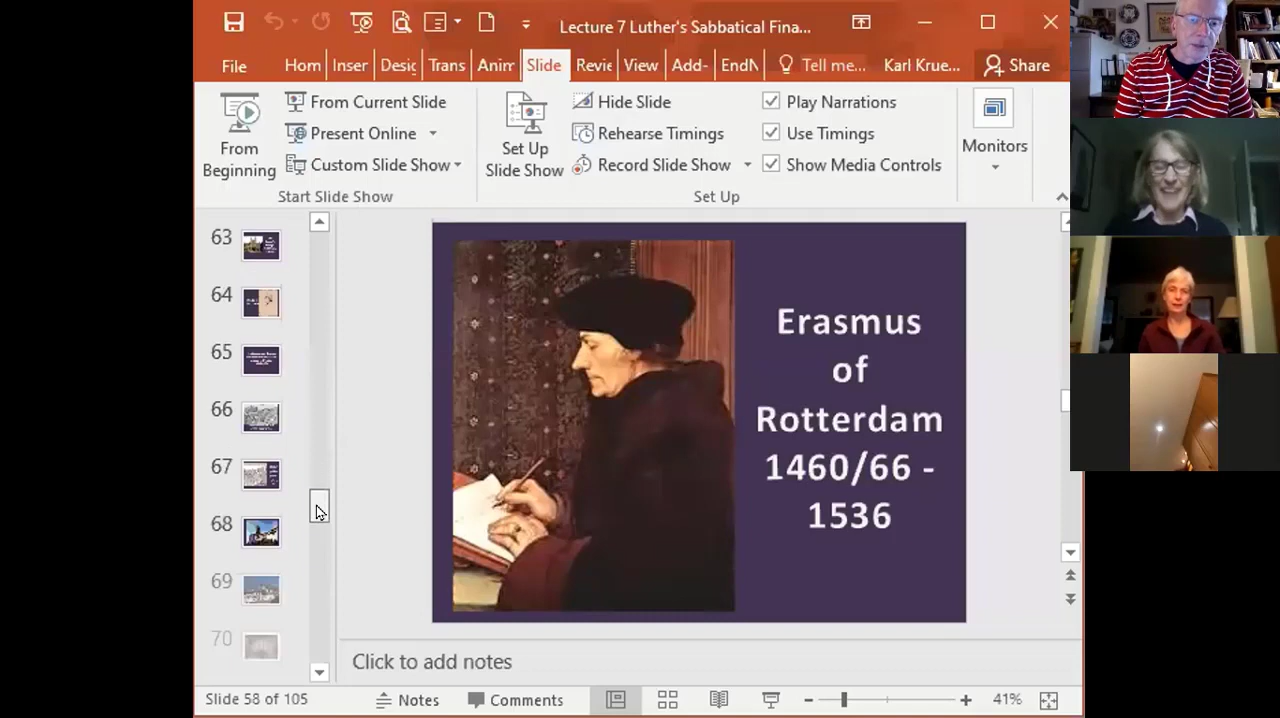 Lecture 7 Luther's Sabbatical Fina...
File
Hom
Inser
Desig
Trans
Anir
Slide
Revie
View
Add-
EndN
Tell me...
Karl Krue...
Share
From Beginning
From Current Slide
Present Online
Custom Slide Show
Start Slide Show
Set Up Slide Show
Hide Slide
Rehearse Timings
Record Slide Show
Play Narrations
Use Timings
Show Media Controls
Set Up
Monitors
63
64
65
66
67
68
69
70
Erasmus
of
Rotterdam
1460/66 -
1536
Click to add notes
Slide 58 of 105
Notes
Comments
41%